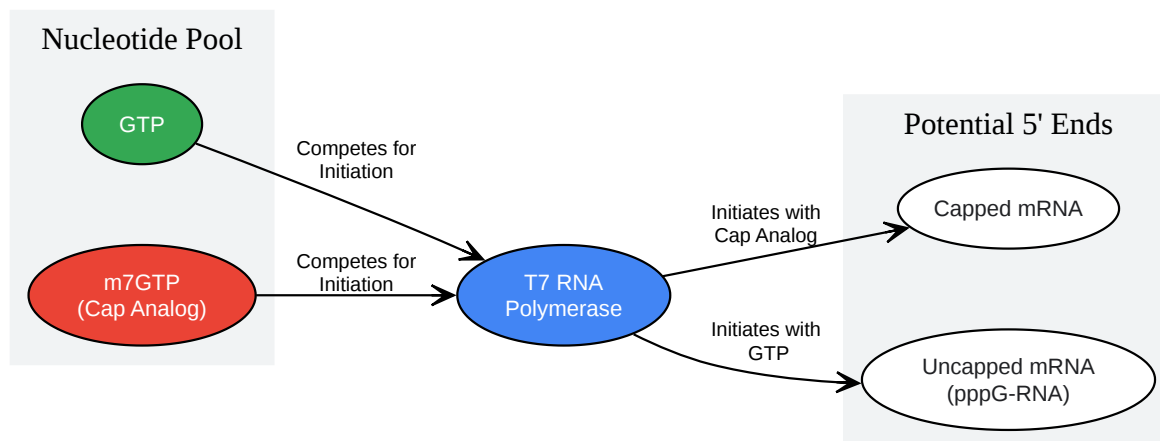 Nucleotide Pool
GTP
m7GTP
(Cap Analog)
Competes for
Initiation
Competes for
Initiation
T7 RNA
Polymerase
Initiates with
Cap Analog
Initiates with
GTP
Potential 5' Ends
Capped mRNA
Uncapped mRNA
(pppG-RNA)